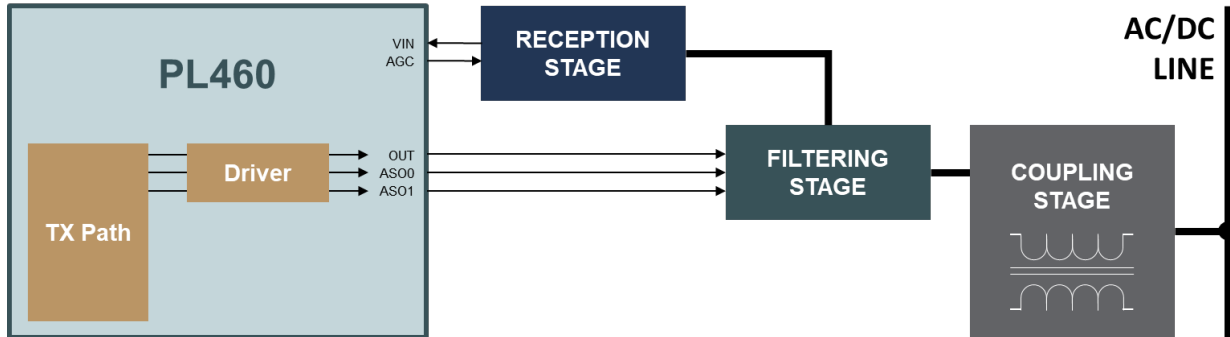 PL460
VIN
AGC
RECEPTION
STAGE
AC/DC
LINE
TX Path
Driver
OUT
ASO0
ASO1
FILTERING
STAGE
COUPLING
STAGE